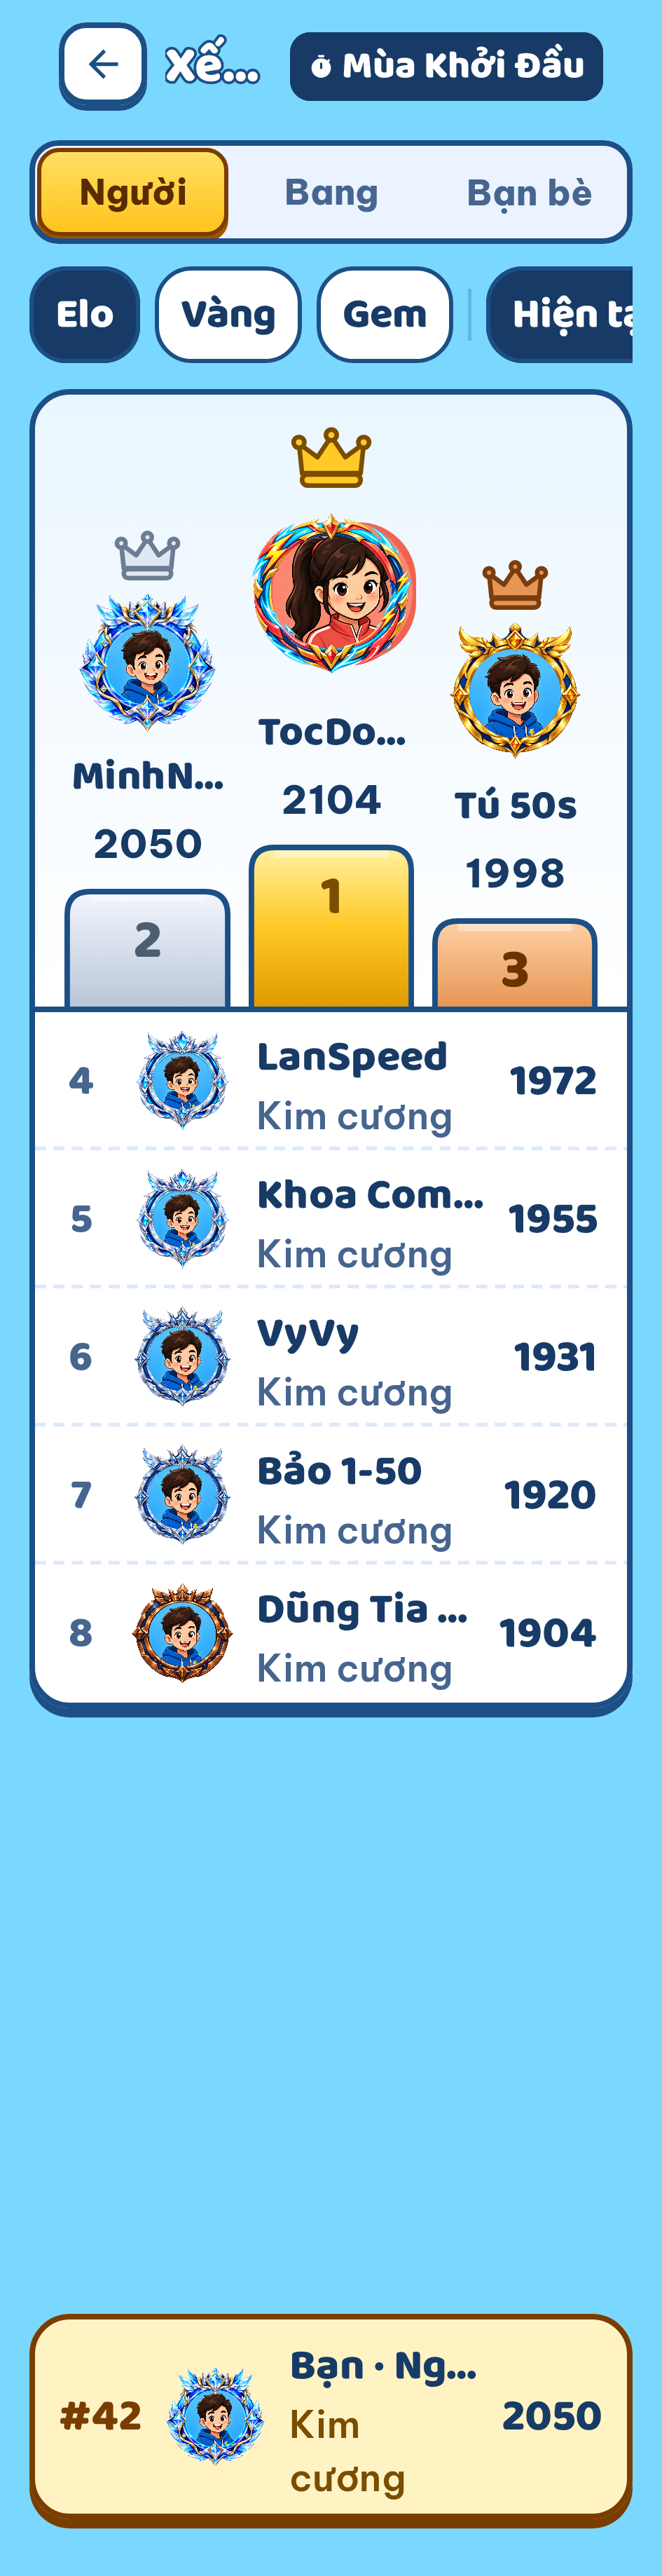 Xế...
Mùa Khởi Đầu
Người
Bang
Bạn bè
Elo
Vàng
Gem
Hiện tạ
TocDo...
2104
MinhN...
2050
Tú 50s
1998
1
2
3
4
LanSpeed
Kim cương
1972
5
Khoa Com...
Kim cương
1955
6
VyVy
Kim cương
1931
7
Bảo 1-50
Kim cương
1920
8
Dũng Tia ...
Kim cương
1904
#42
Bạn · Ng...
Kim
cương
2050